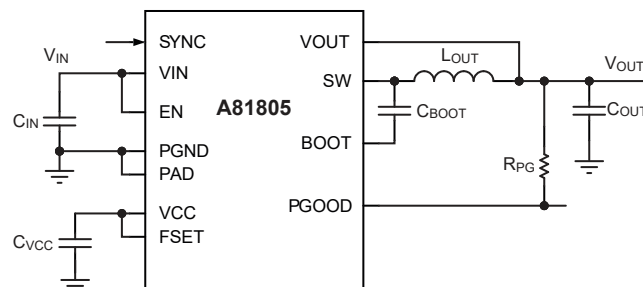 SYNC
VOUT
LOUT
VIN
VIN
VOUT
SW
A81805
EN
CIN
CBOOT
COUT
BOOT
PGND
PAD
RPG
PGOOD
VCC
FSET
CVCC